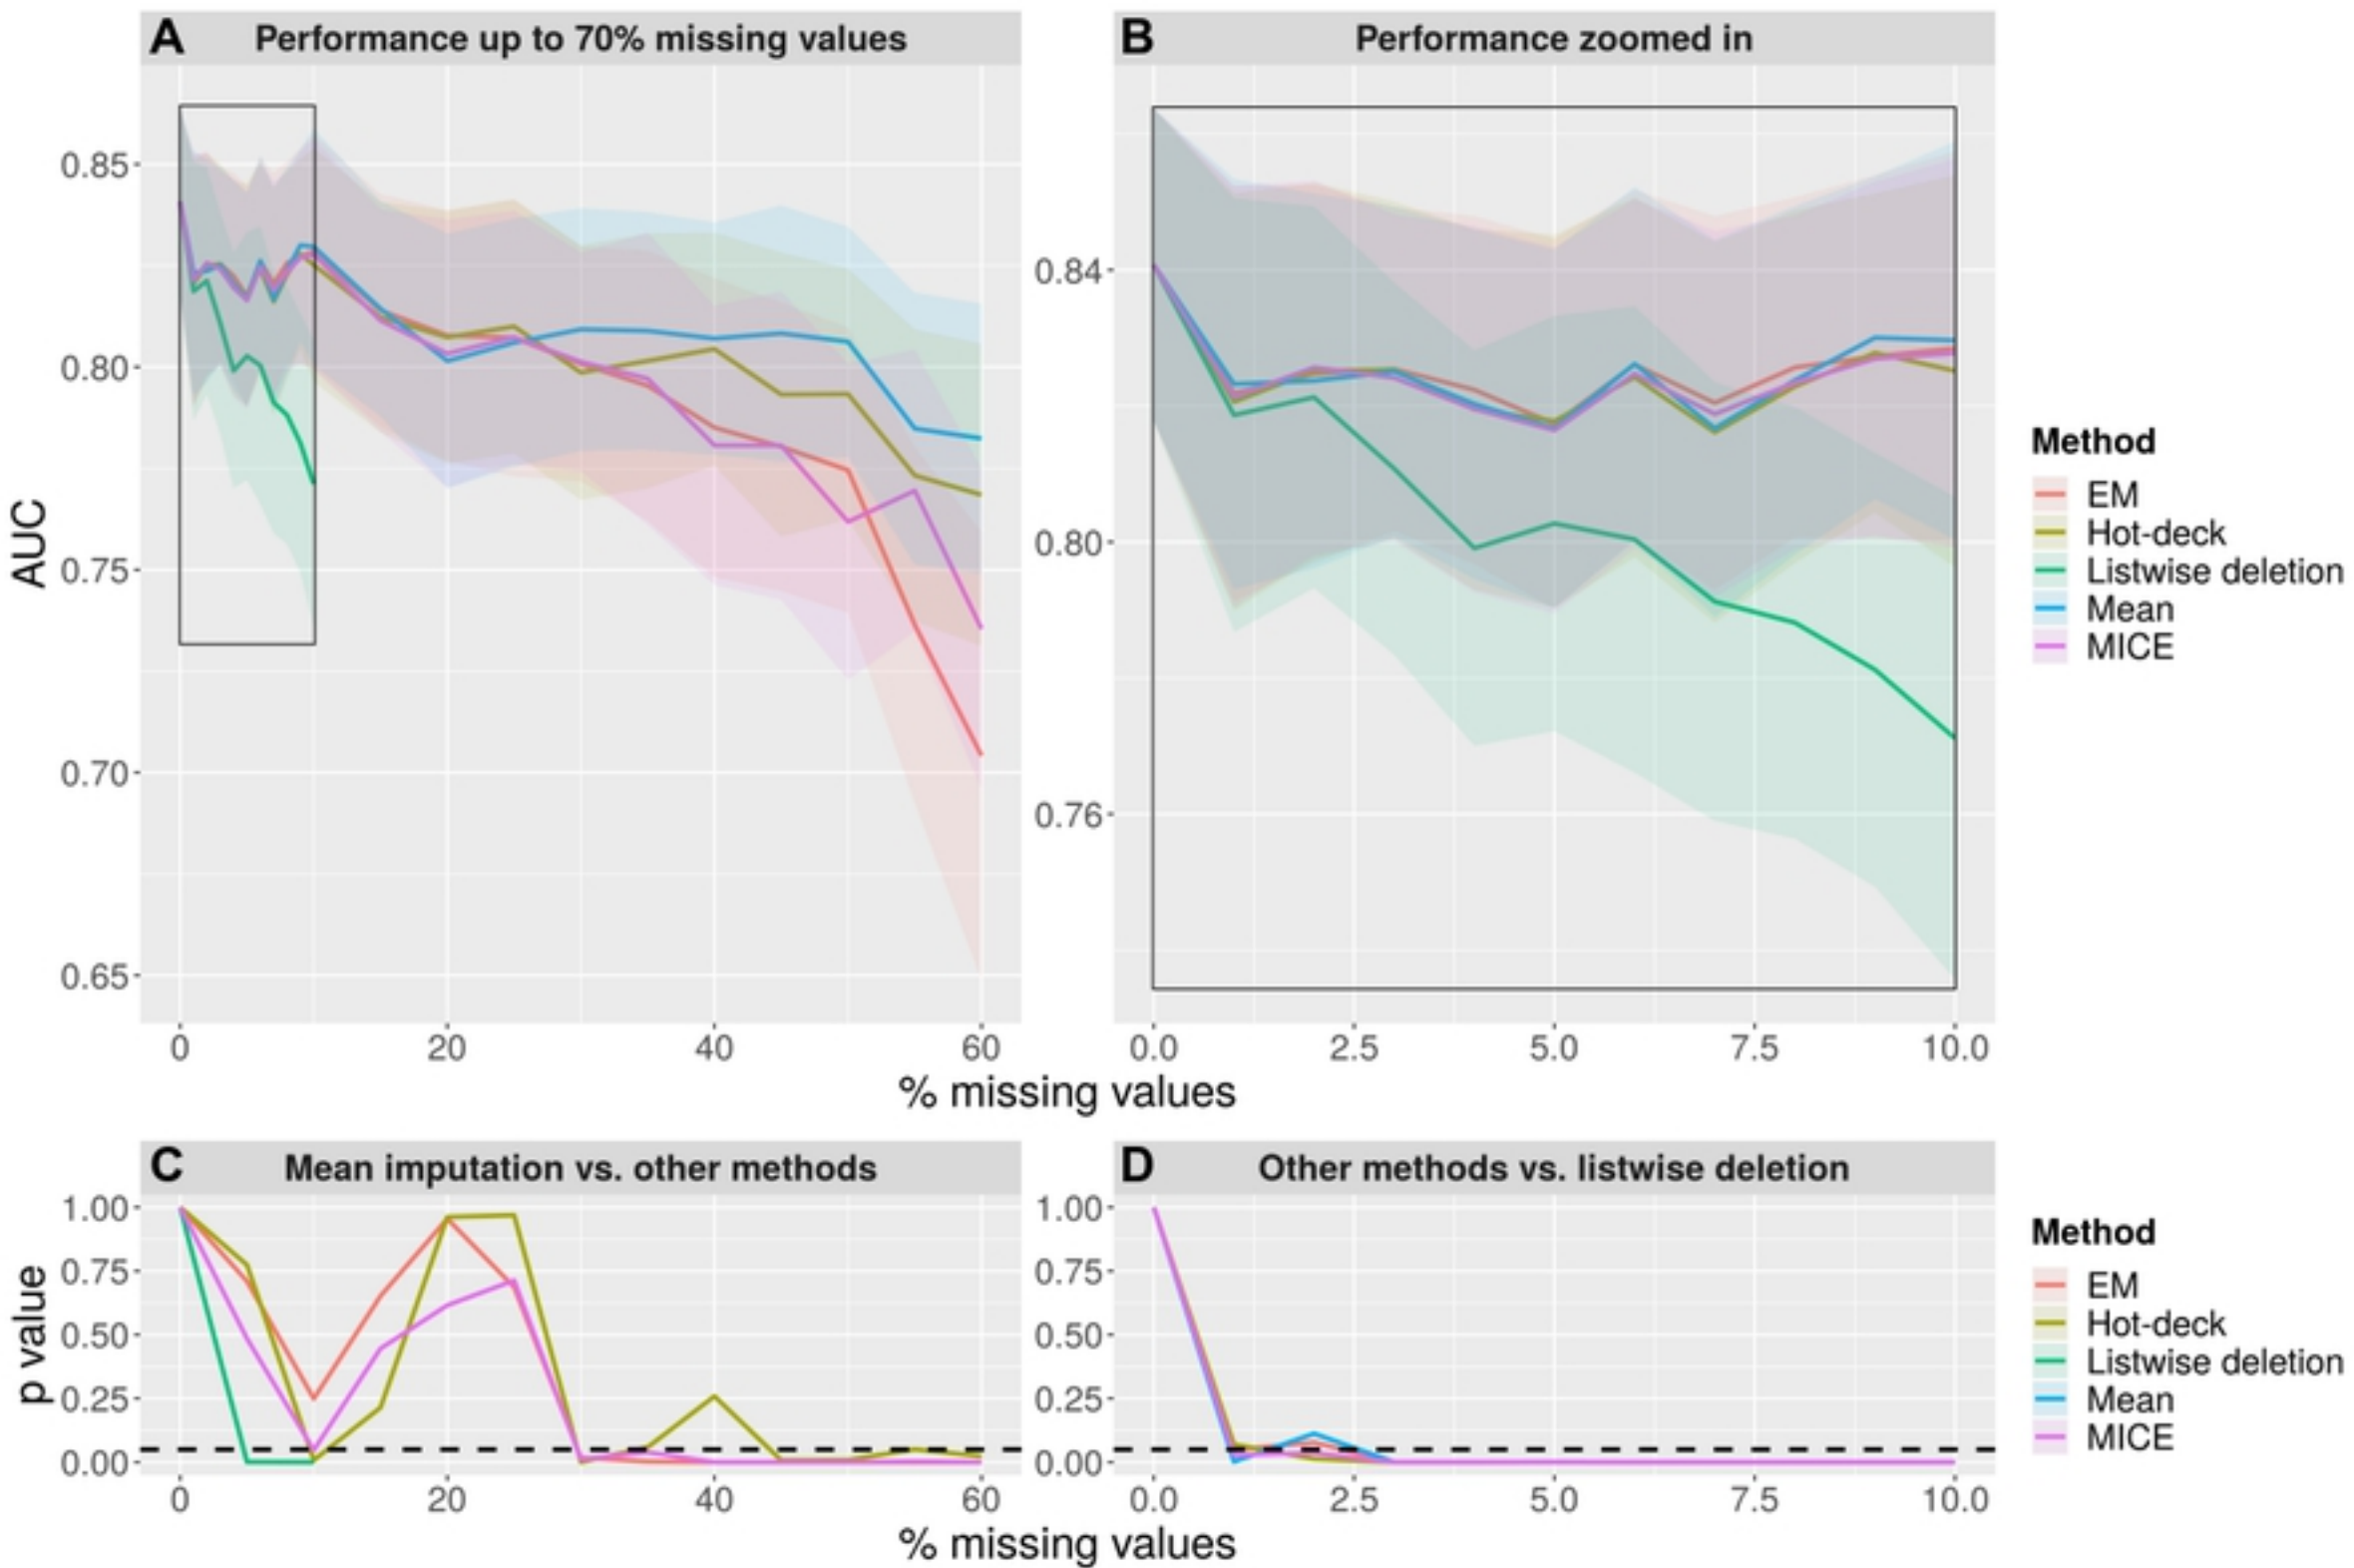 A Performance up to 70% missing values
B Performance zoomed in
AUC
0.85
0.80
0.75
0.70
0.65
0.84
0.80
0.76
0 20 40 60
0.0 2.5 5.0 7.5 10.0
% missing values
Method
EM
Hot-deck
Listwise deletion
Mean
MICE
C Mean imputation vs. other methods
D Other methods vs. listwise deletion
p value
1.00
0.75
0.50
0.25
0.00
1.00
0.75
0.50
0.25
0.00
0 20 40 60
0.0 2.5 5.0 7.5 10.0
% missing values
Method
EM
Hot-deck
Listwise deletion
Mean
MICE